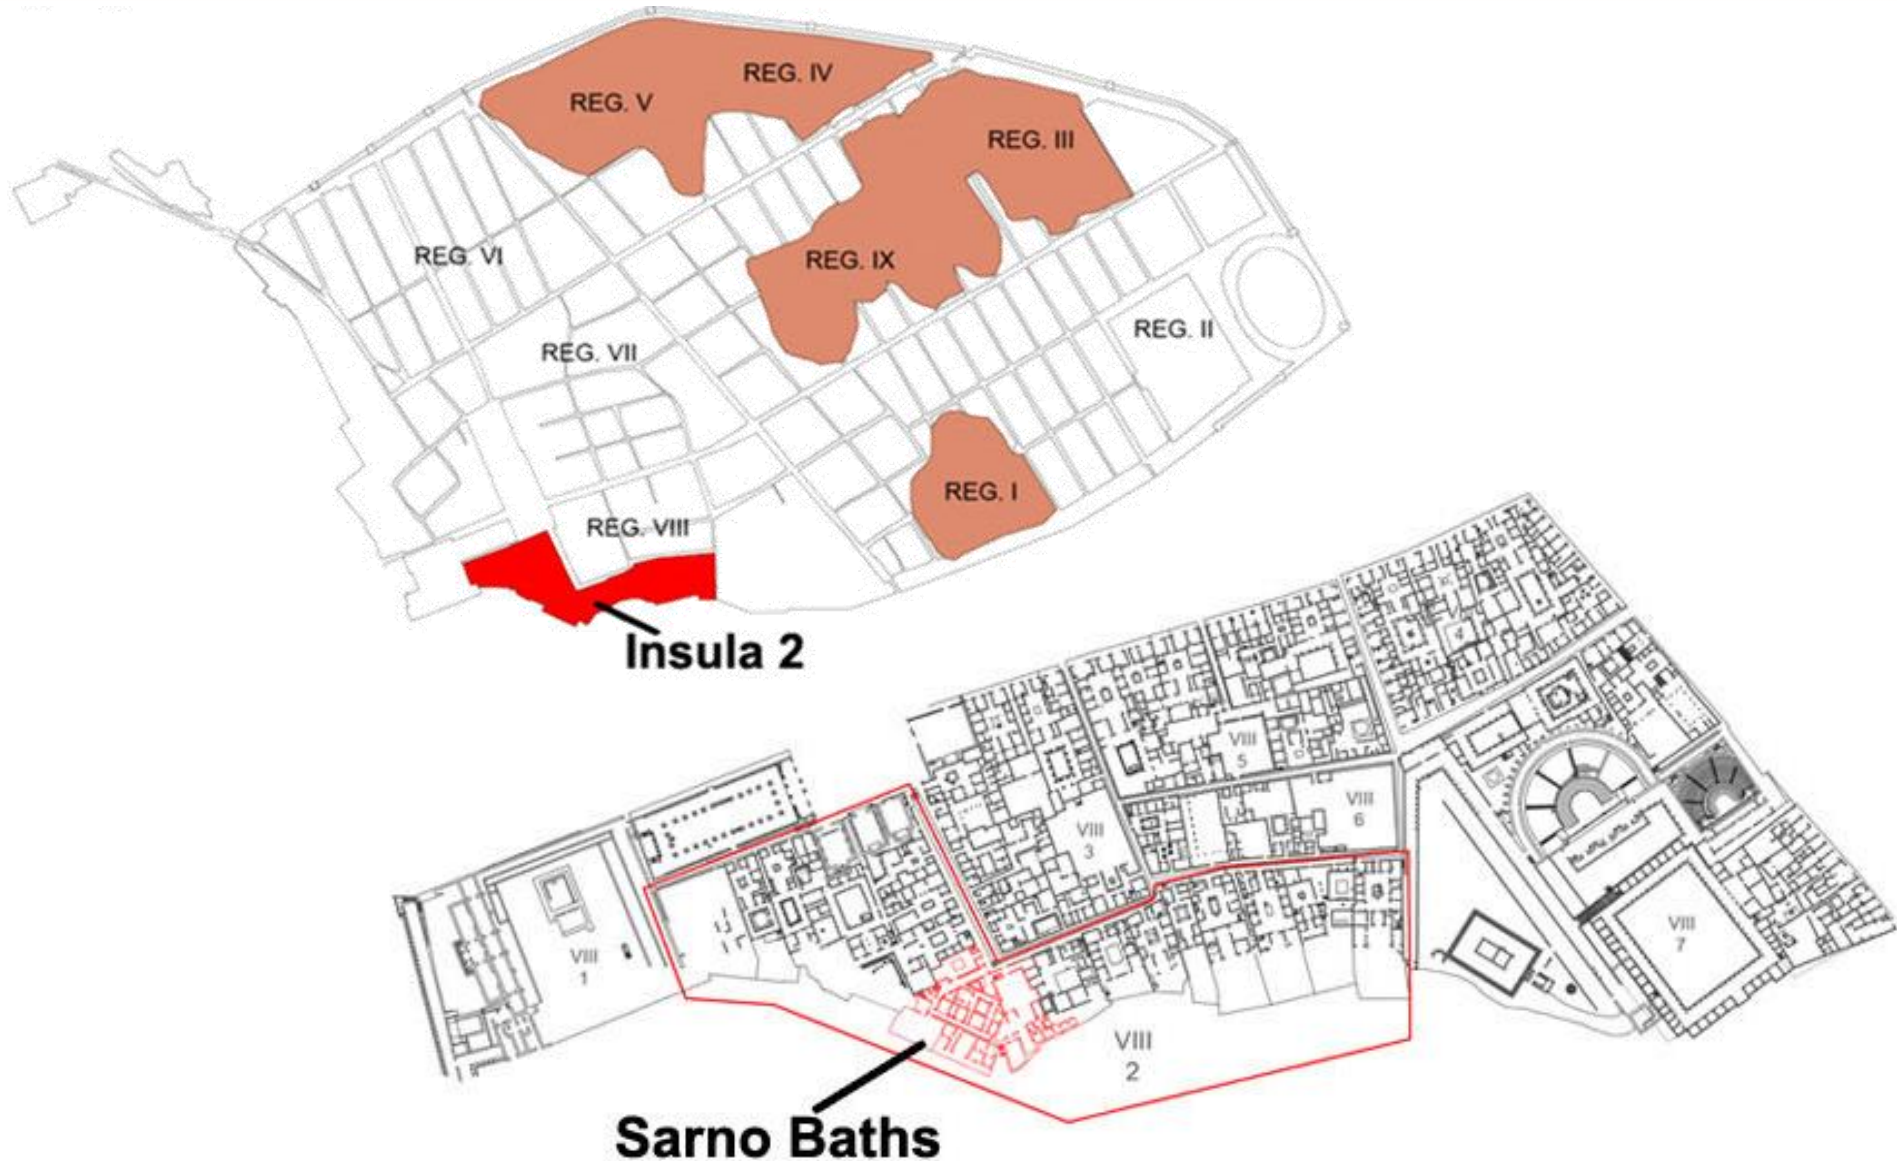 REG. IV
REG. V
REG. III
REG. VI
REG. IX
REG. II
REG. VII
REG. I
REG. VIII
Insula 2
4
VIII
5
VIII
6
VIII
3
VIII
7
VIII
1
VIII
2
Sarno Baths